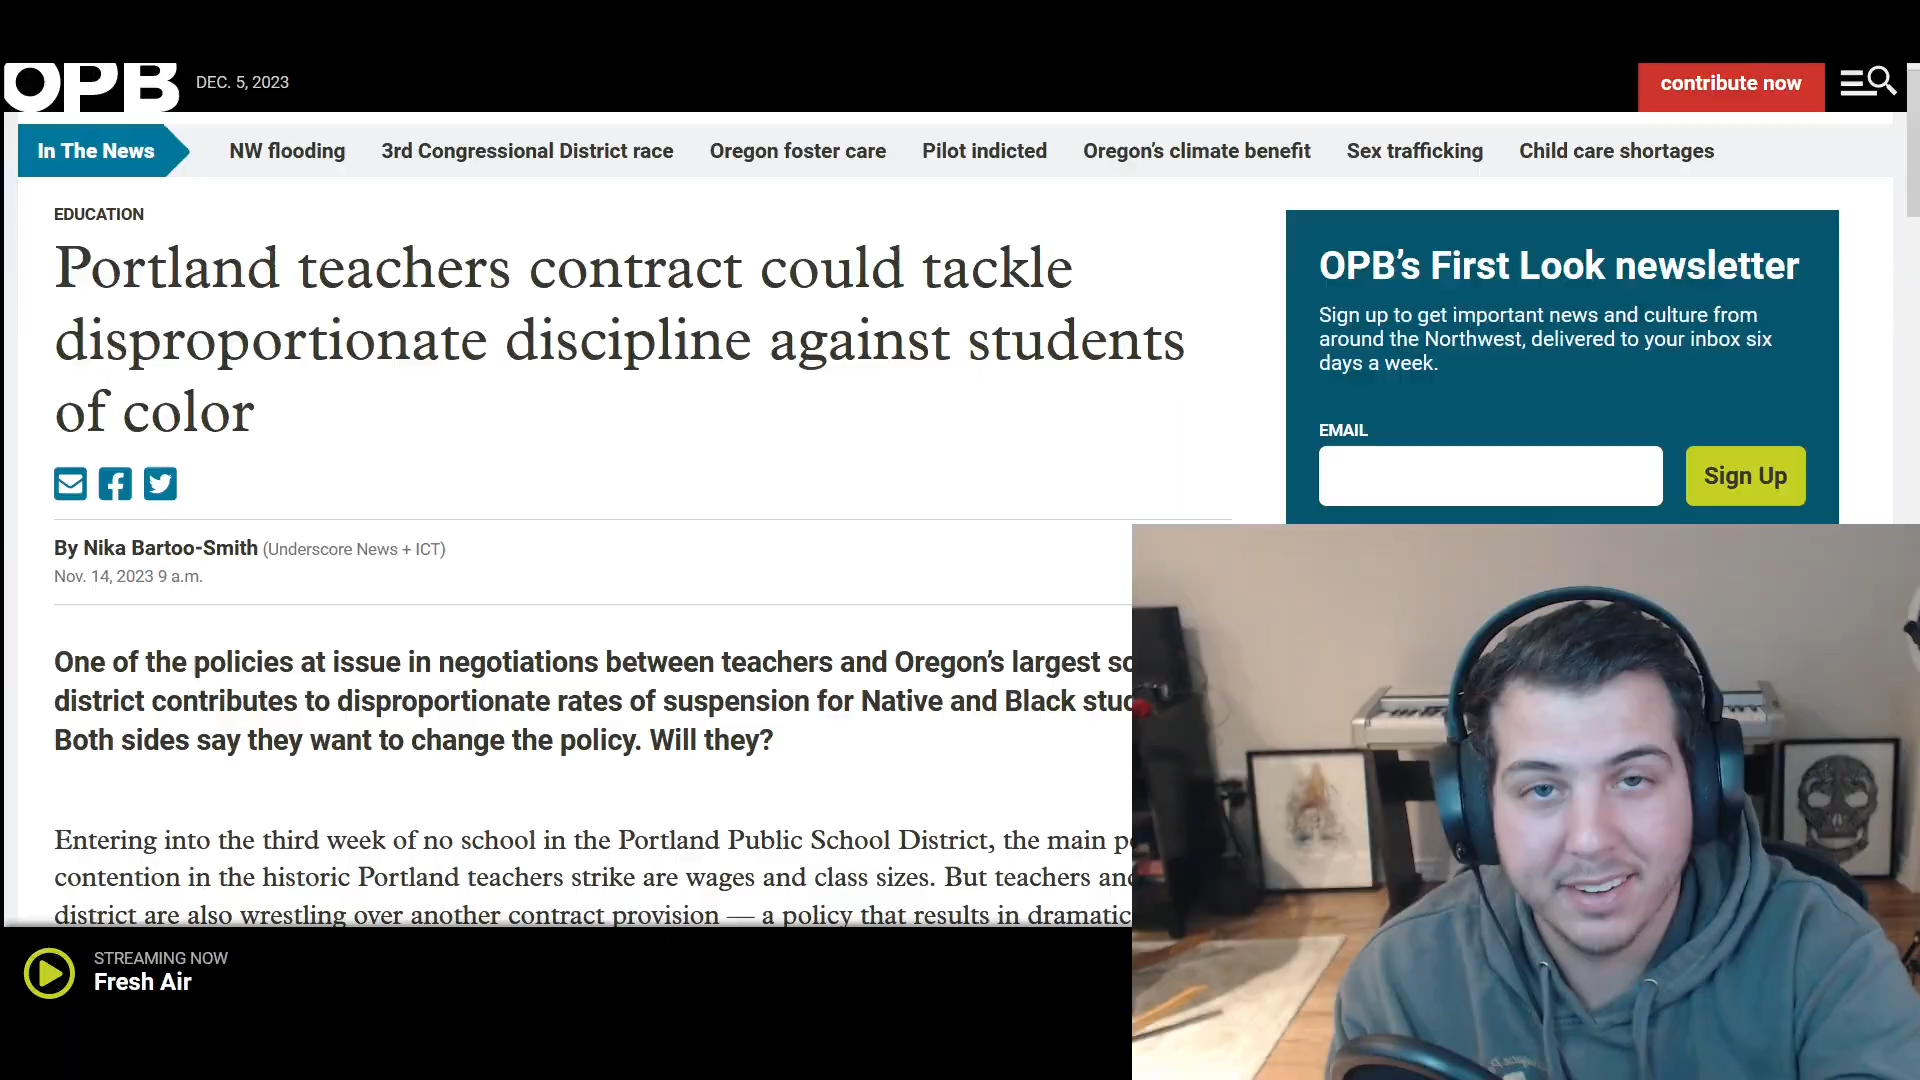 OPB
DEC. 5, 2023
contribute now
In The News
NW flooding
3rd Congressional District race
Oregon foster care
Pilot indicted
Oregon's climate benefit
Sex trafficking
Child care shortages
EDUCATION
Portland teachers contract could tackle
disproportionate discipline against students
of color
By Nika Bartoo-Smith (Underscore News + ICT)
Nov. 14, 2023 9 a.m.
One of the policies at issue in negotiations between teachers and Oregon's largest
district contributes to disproportionate rates of suspension for Native and Black
Both sides say they want to change the policy. Will they?
Entering into the third week of no school in the Portland Public School District, the main
contention in the historic Portland teachers strike are wages and class sizes. But teachers
district are also wrestling over another contract provision — a policy that results in
OPB's First Look newsletter
Sign up to get important news and culture from
around the Northwest, delivered to your inbox six
days a week.
EMAIL
Sign Up
STREAMING NOW
Fresh Air